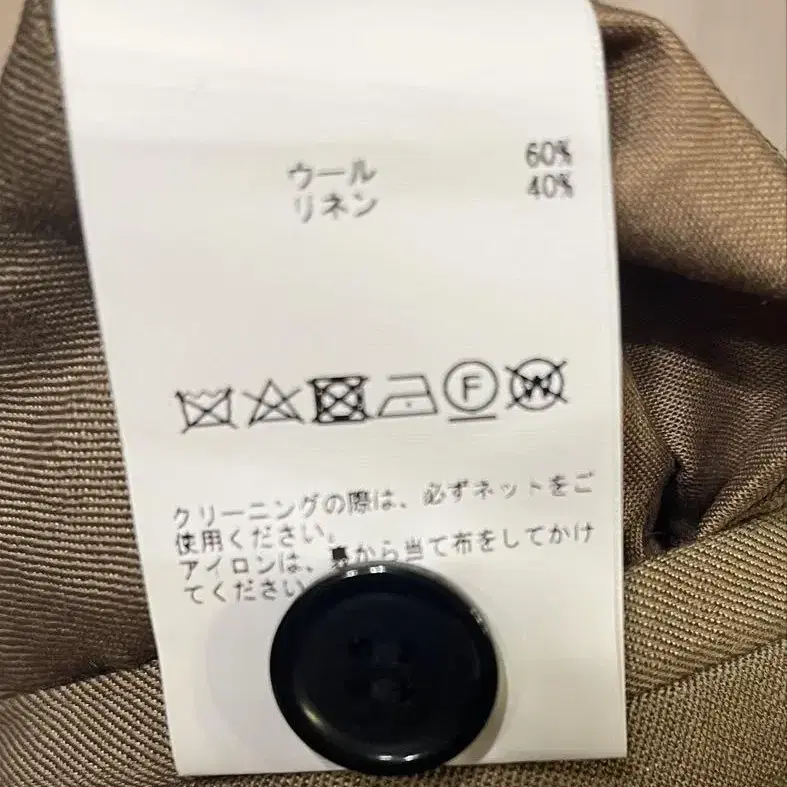 ウール 60%
リネン 40%
F W
クリーニングの際は、必ずネットをご
使用ください。
アイロンは、裏から当て布をしてかけ
てください